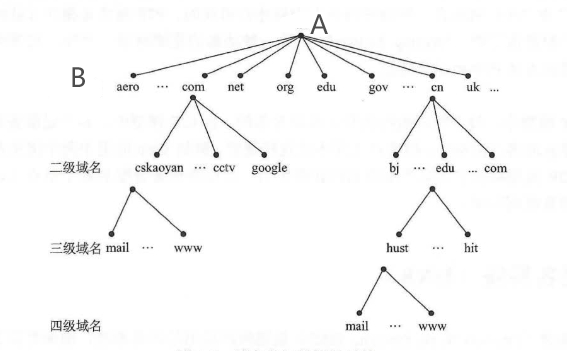 A
B
aero ... com net org edu gov ... cn uk ...
二级域名 cskaoyan ... cctv google bj ... edu ... com
三级域名 mail ... www hust ... hit
四级域名 mail ... www